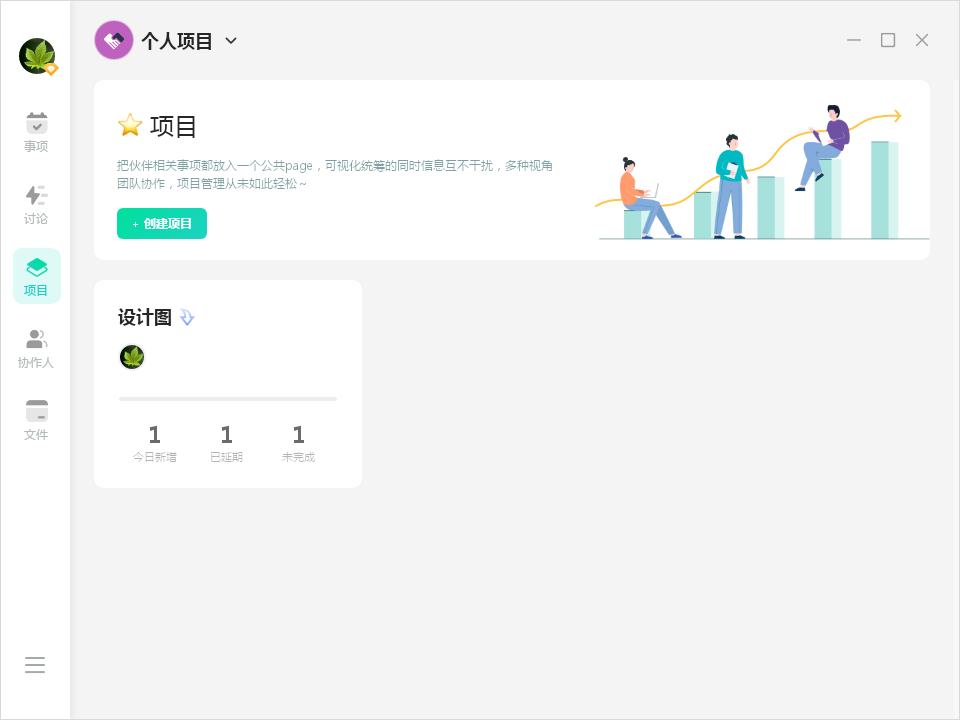 个人项目
事项
讨论
项目
协作人
文件
⭐ 项目
把伙伴相关事项都放入一个公共page，可视化统筹的同时信息互不干扰，多种视角
团队协作，项目管理从未如此轻松～
+ 创建项目
设计图
1 1 1
今日新增 已延期 未完成